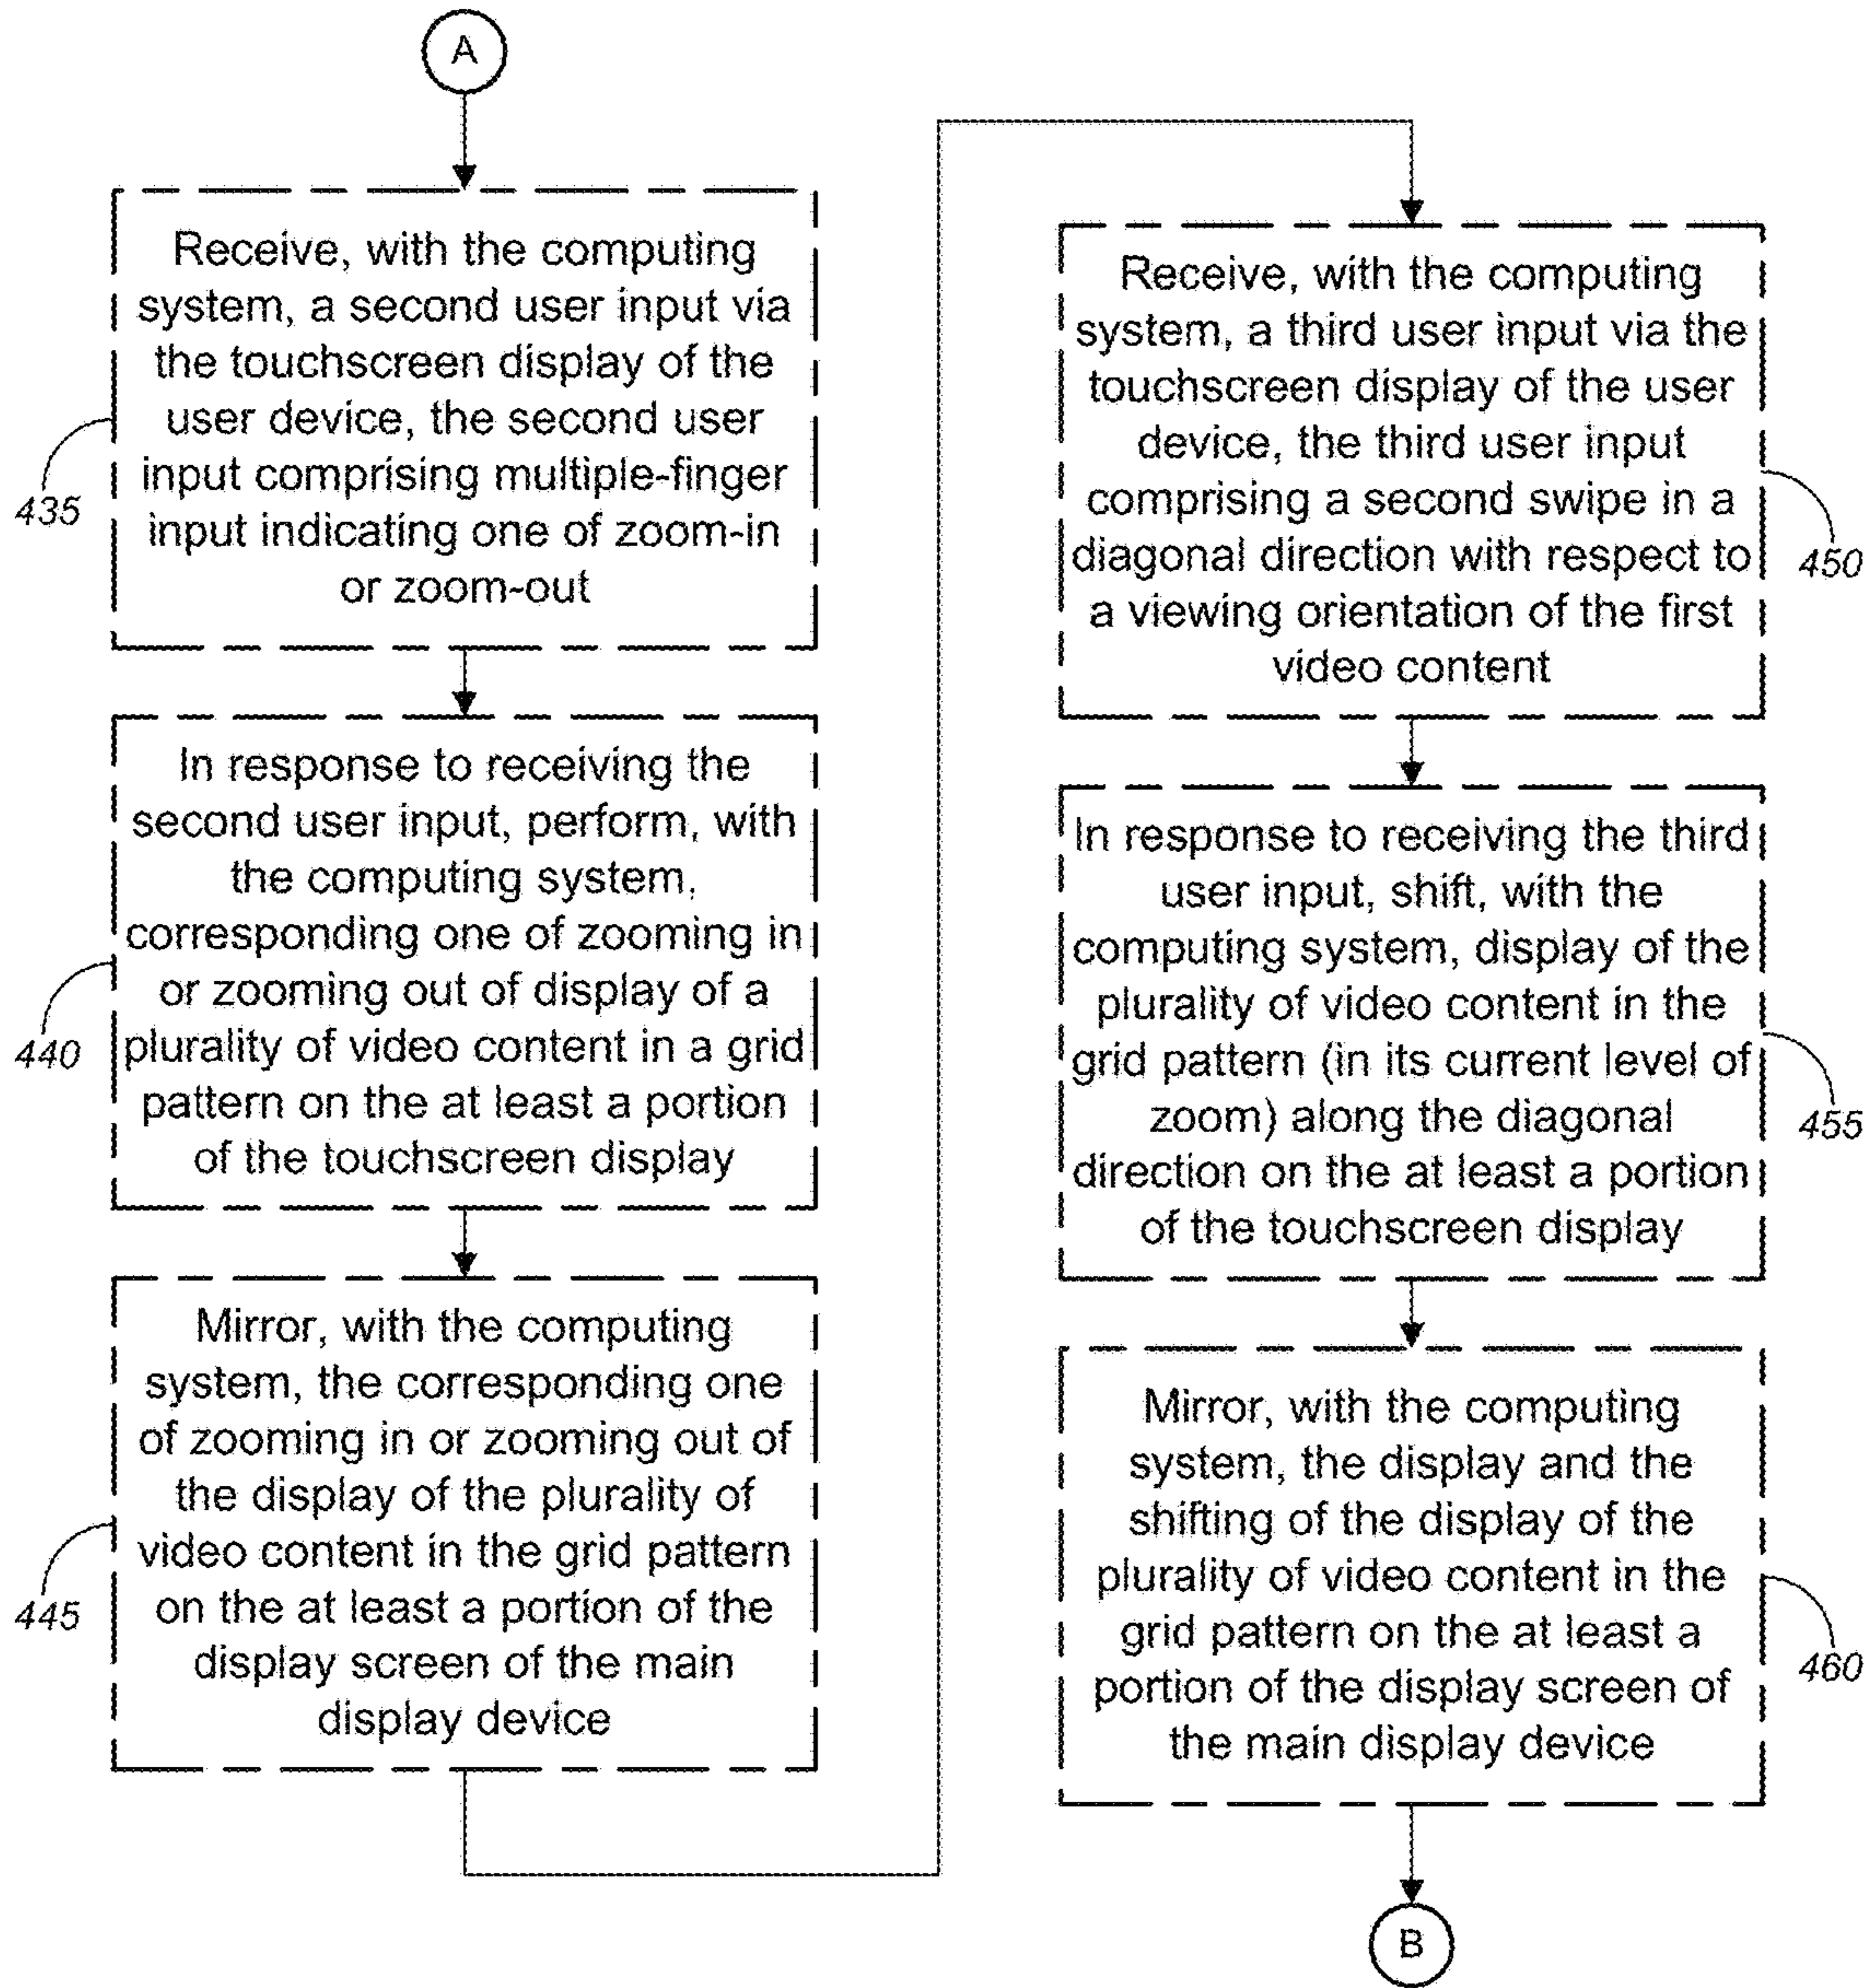 A
Receive, with the computing
system, a second user input via
the touchscreen display of the
user device, the second user
input comprising multiple-finger
input indicating one of zoom-in
or zoom-out
435
In response to receiving the
second user input, perform, with
the computing system,
corresponding one of zooming in
or zooming out of display of a
plurality of video content in a grid
pattern on the at least a portion
of the touchscreen display
440
Mirror, with the computing
system, the corresponding one
of zooming in or zooming out of
the display of the plurality of
video content in the grid pattern
on the at least a portion of the
display screen of the main
display device
445
Receive, with the computing
system, a third user input via the
touchscreen display of the user
device, the third user input
comprising a second swipe in a
diagonal direction with respect to
a viewing orientation of the first
video content
450
In response to receiving the third
user input, shift, with the
computing system, display of the
plurality of video content in the
grid pattern (in its current level of
zoom) along the diagonal
direction on the at least a portion
of the touchscreen display
455
Mirror, with the computing
system, the display and the
shifting of the display of the
plurality of video content in the
grid pattern on the at least a
portion of the display screen of
the main display device
460
B